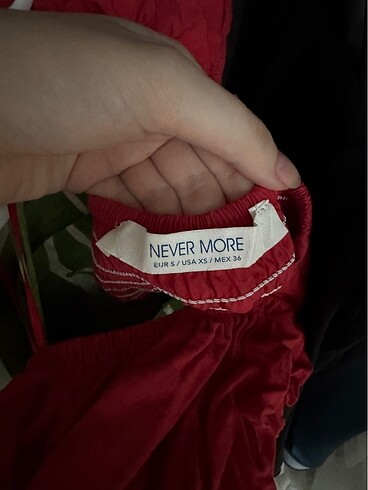 NEVER MORE
EUR S / USA XS / MEX 36